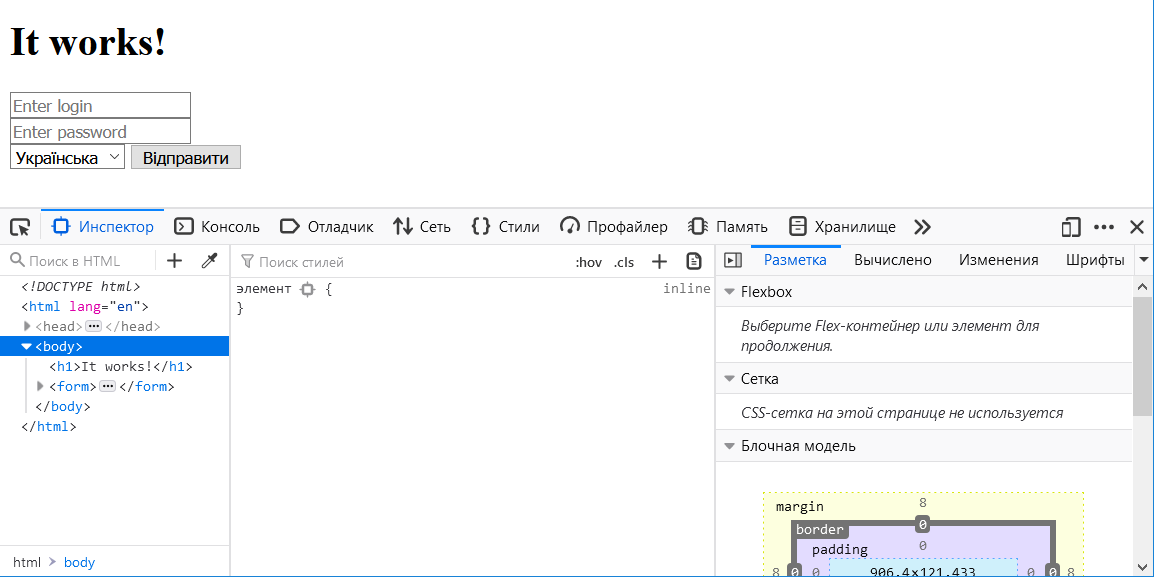 It works!
Enter login
Enter password
Українська Відправити
Инспектор Консоль Отладчик Сеть Стили Профайлер Память Хранилище
Поиск в HTML
Поиск стилей :hov .cls
Разметка Вычислено Изменения Шрифты
<!DOCTYPE html>
<html lang="en">
<head> ••• </head>
<body>
<h1>It works!</h1>
<form> ••• </form>
</body>
</html>
элемент {
inline
}
Flexbox
Выберите Flex-контейнер или элемент для
продолжения.
Сетка
CSS-сетка на этой странице не используется
Блочная модель
margin 8
border 0
padding 0
8 0 0 906.4×121.433 0 0 8
html > body